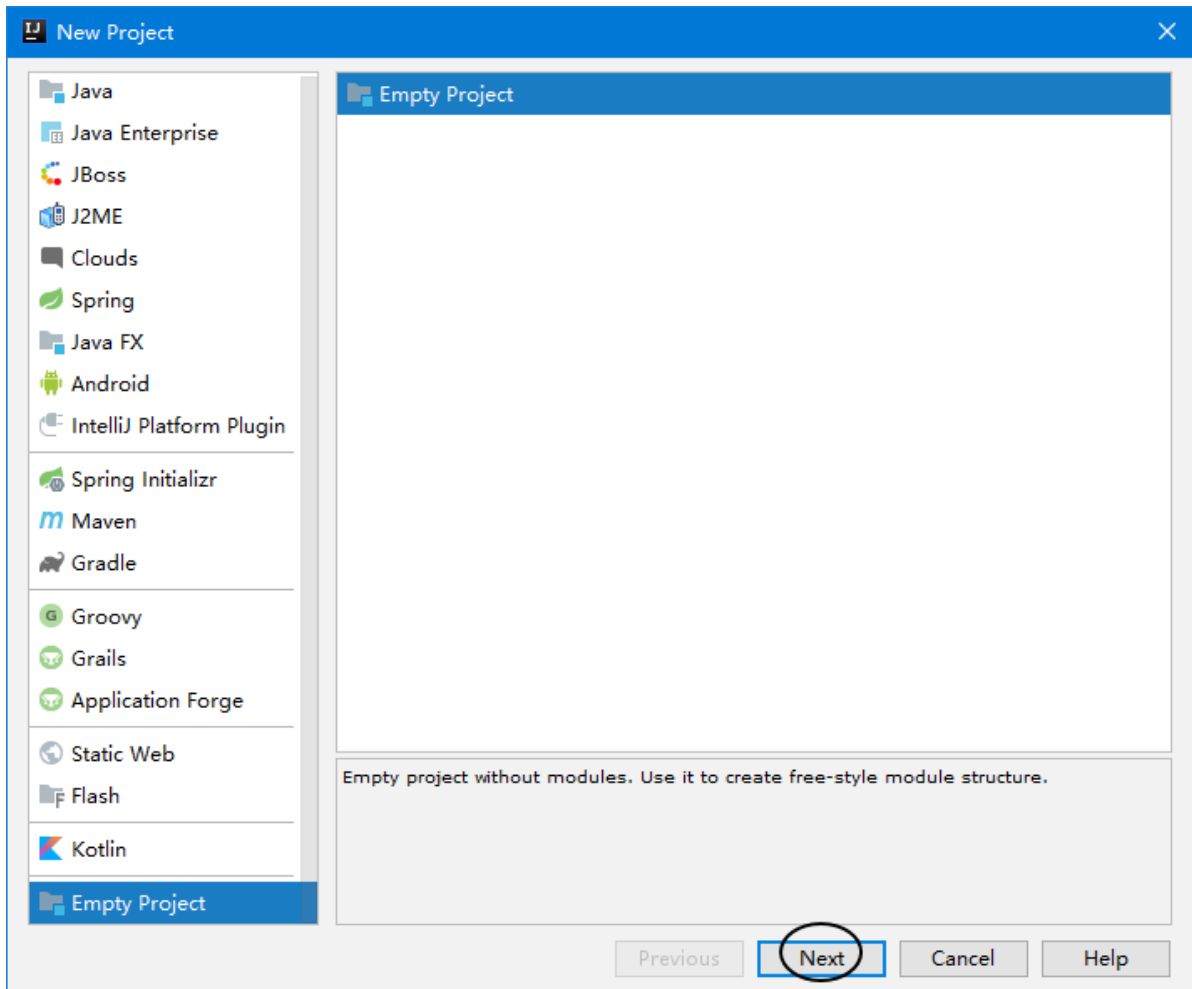 IJ New Project
Java
Java Enterprise
JBoss
J2ME
Clouds
Spring
Java FX
Android
IntelliJ Platform Plugin
Spring Initializr
m Maven
Gradle
G Groovy
Grails
Application Forge
Static Web
F Flash
Kotlin
Empty Project
Empty Project
Empty project without modules. Use it to create free-style module structure.
Previous Next Cancel Help